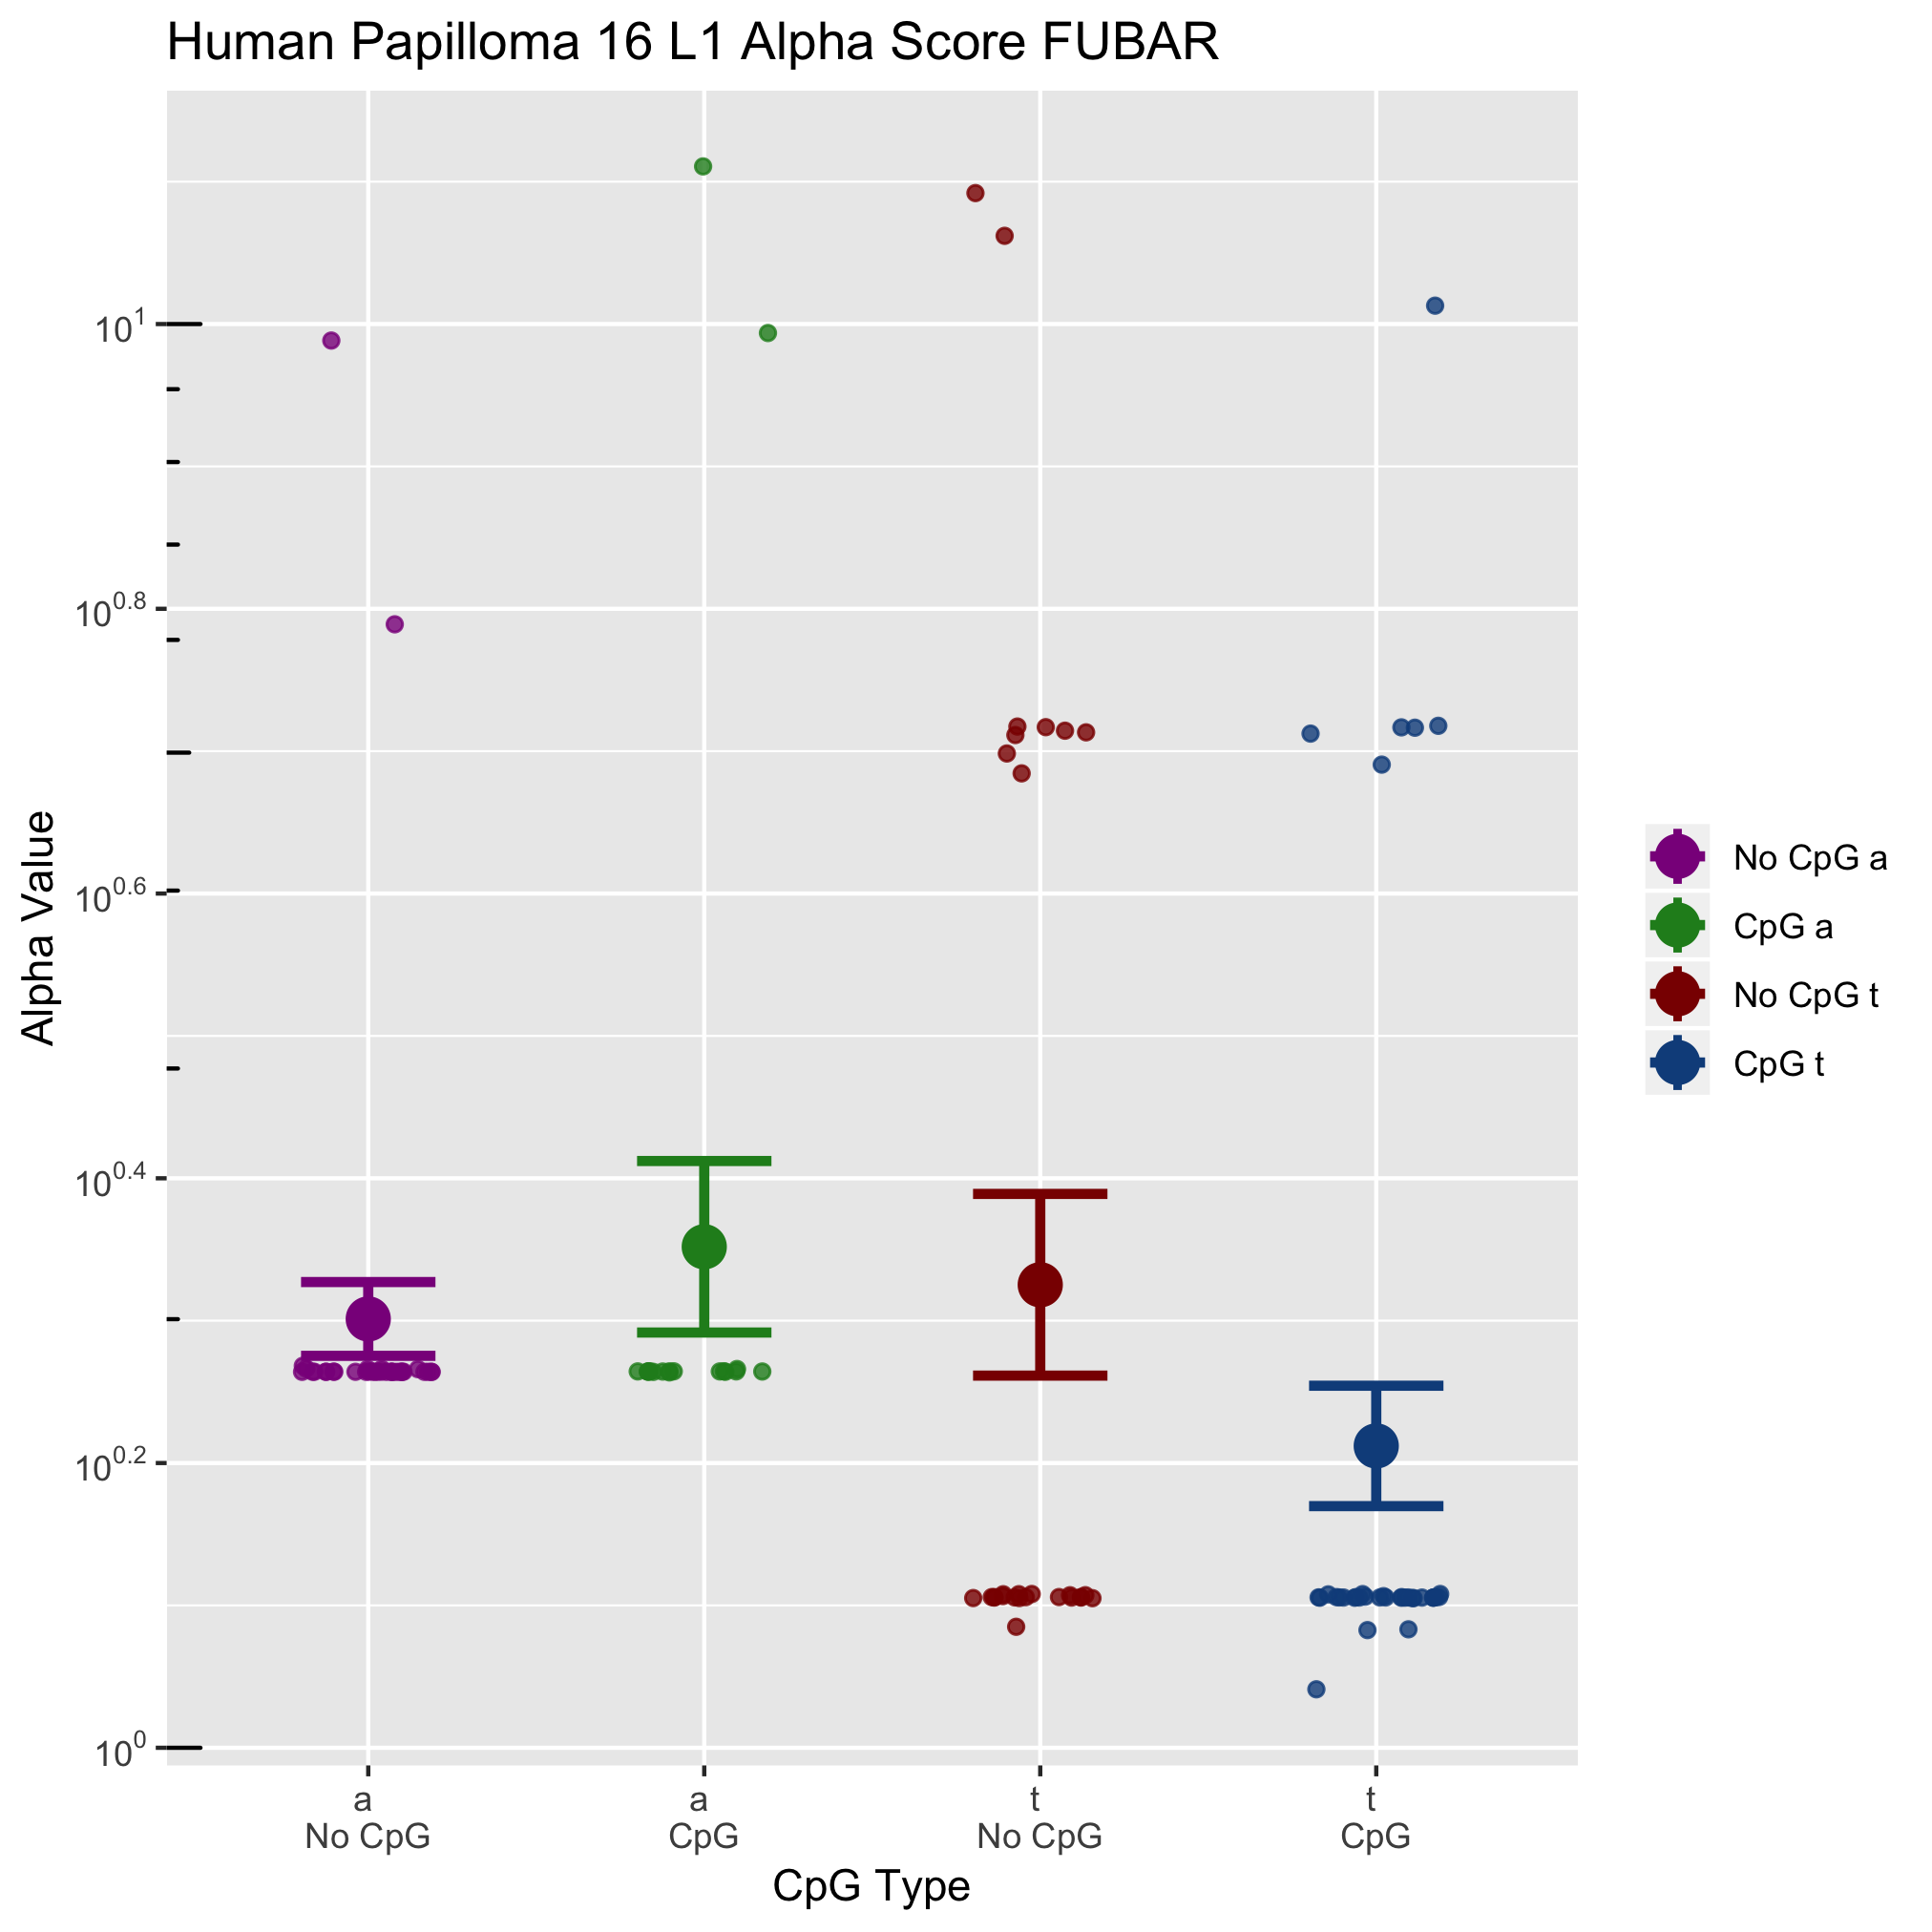 Human Papilloma 16 L1 Alpha Score FUBAR
Alpha Value
10^1
10^0.8
10^0.6
10^0.4
10^0.2
10^0
a
No CpG
a
CpG
t
No CpG
t
CpG
CpG Type
No CpG a
CpG a
No CpG t
CpG t